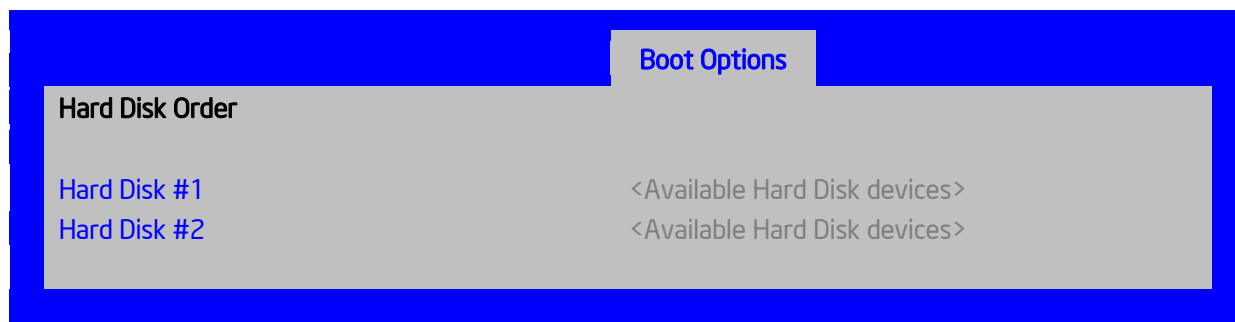 Boot Options
Hard Disk Order
Hard Disk #1 <Available Hard Disk devices>
Hard Disk #2 <Available Hard Disk devices>